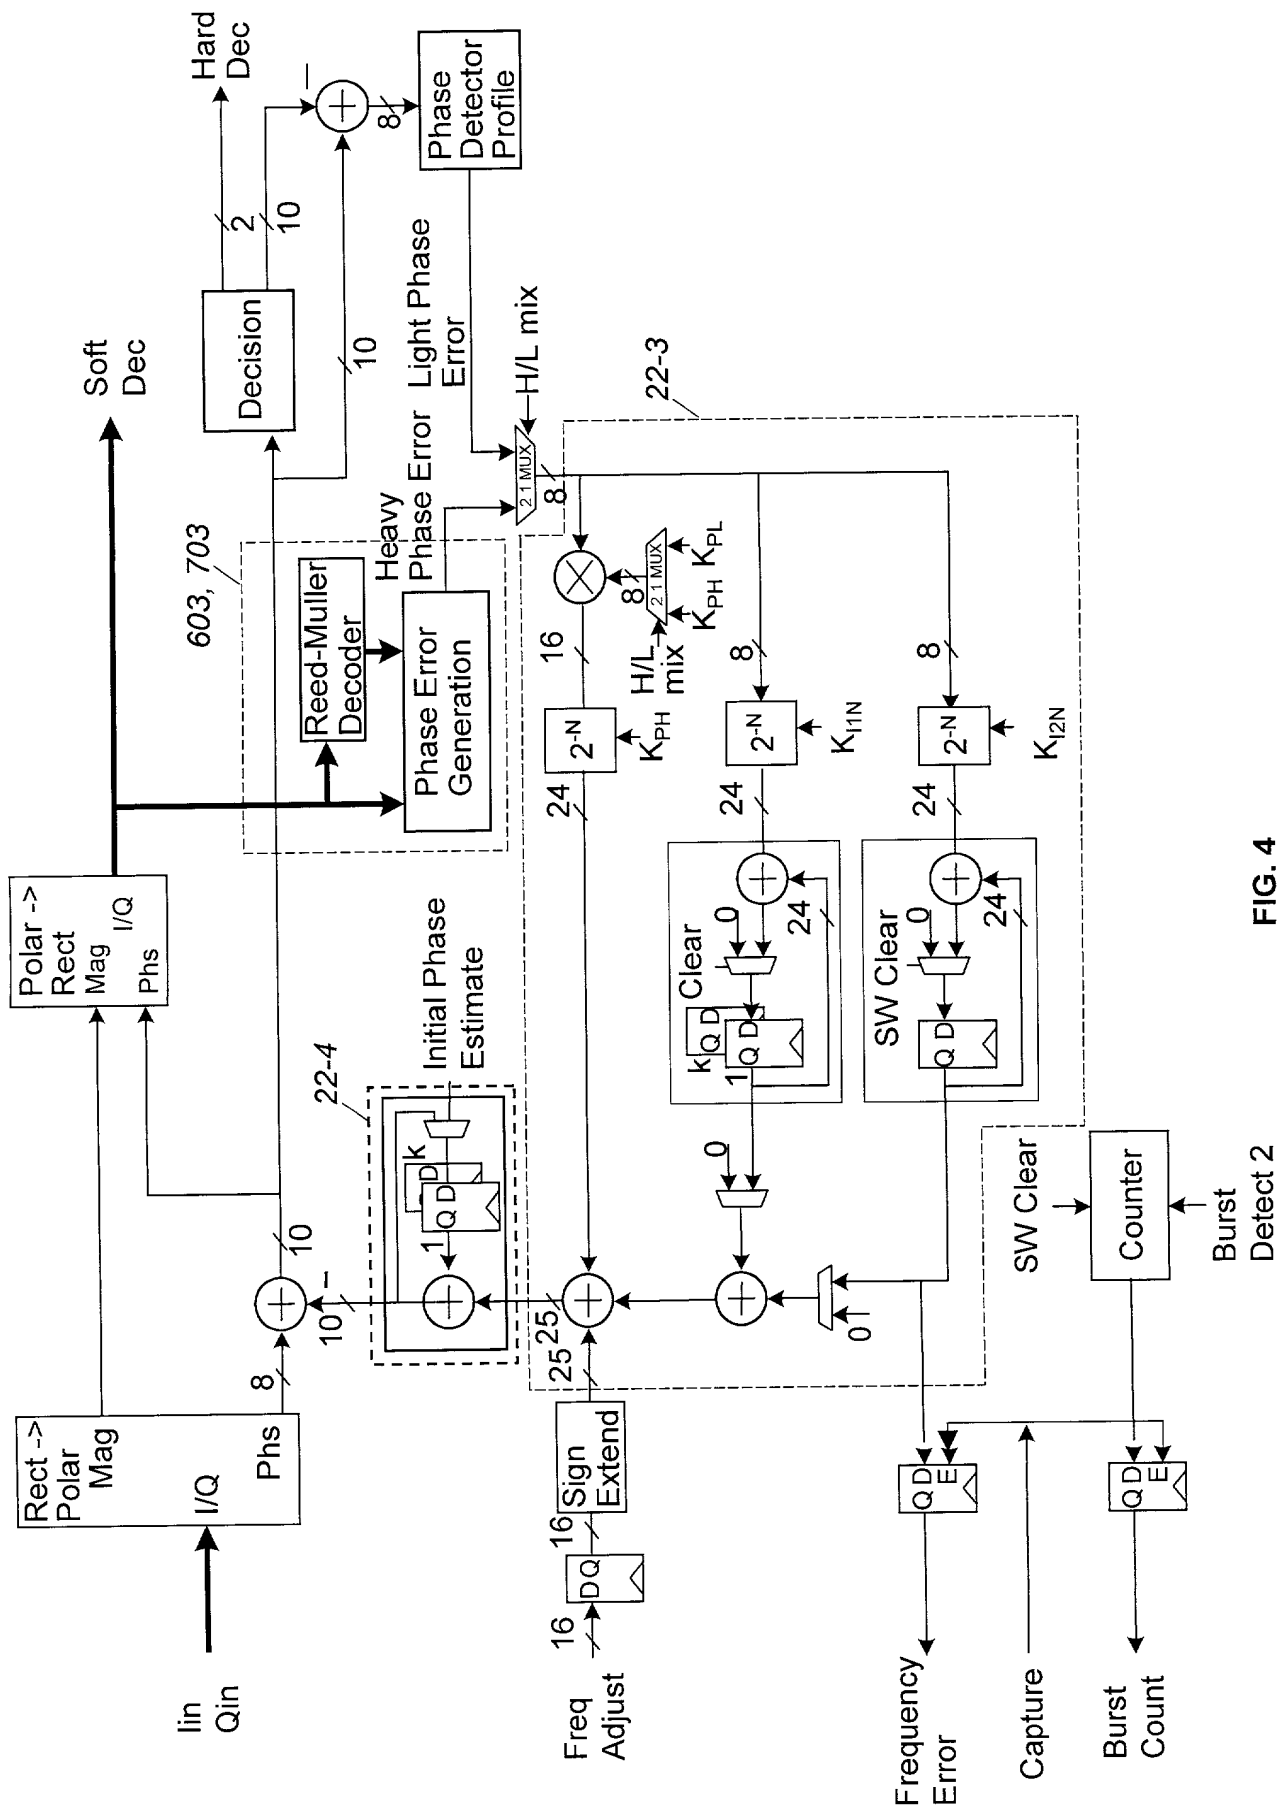 Iin
Qin
Rect ->
Polar
Mag
I/Q
Phs
8
10
10
Polar ->
Rect
Mag
I/Q
Phs
Soft
Dec
603, 703
Reed-Muller
Decoder
Phase Error
Generation
Decision
2
10
10
Hard
Dec
8
Phase
Detector
Profile
Heavy
Phase Error
Light Phase
Error
2 1 MUX
H/L mix
8
22-4
Initial Phase
Estimate
k
D
1
Q D
22-3
Freq
Adjust
16
D Q
16
Sign
Extend
25
25
24
2-N
KPH
16
8
2 1 MUX
H/L
mix
KPH
KPL
0
Clear
k
Q D
1
Q D
0
24
24
2-N
KI1N
8
0
SW Clear
Q D
0
24
24
2-N
KI2N
8
Frequency
Error
Q D
E
Capture
Burst
Count
Q D
E
SW Clear
Counter
Burst
Detect 2
FIG. 4